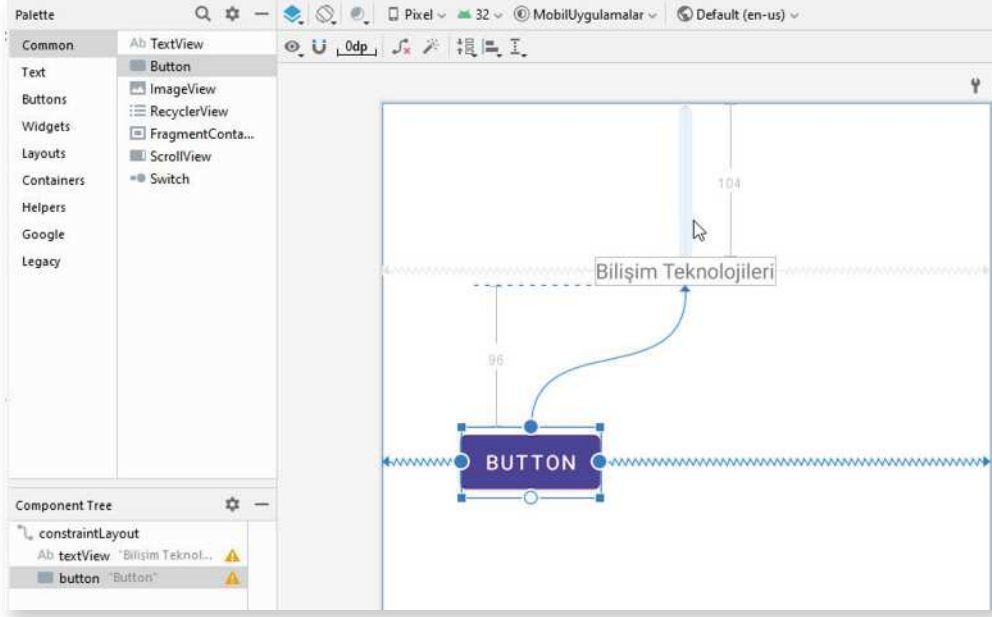 Palette
Pixel 32 MobilUygulamalar Default (en-us)
Common
Ab TextView
0dp
Text
Button
Buttons
ImageView
Widgets
RecyclerView
Layouts
FragmentConta...
Containers
ScrollView
Helpers
Switch
Google
Legacy
104
Bilişim Teknolojileri
96
BUTTON
Component Tree
constraintLayout
Ab textView "Bilişim Teknol...
button "Button"